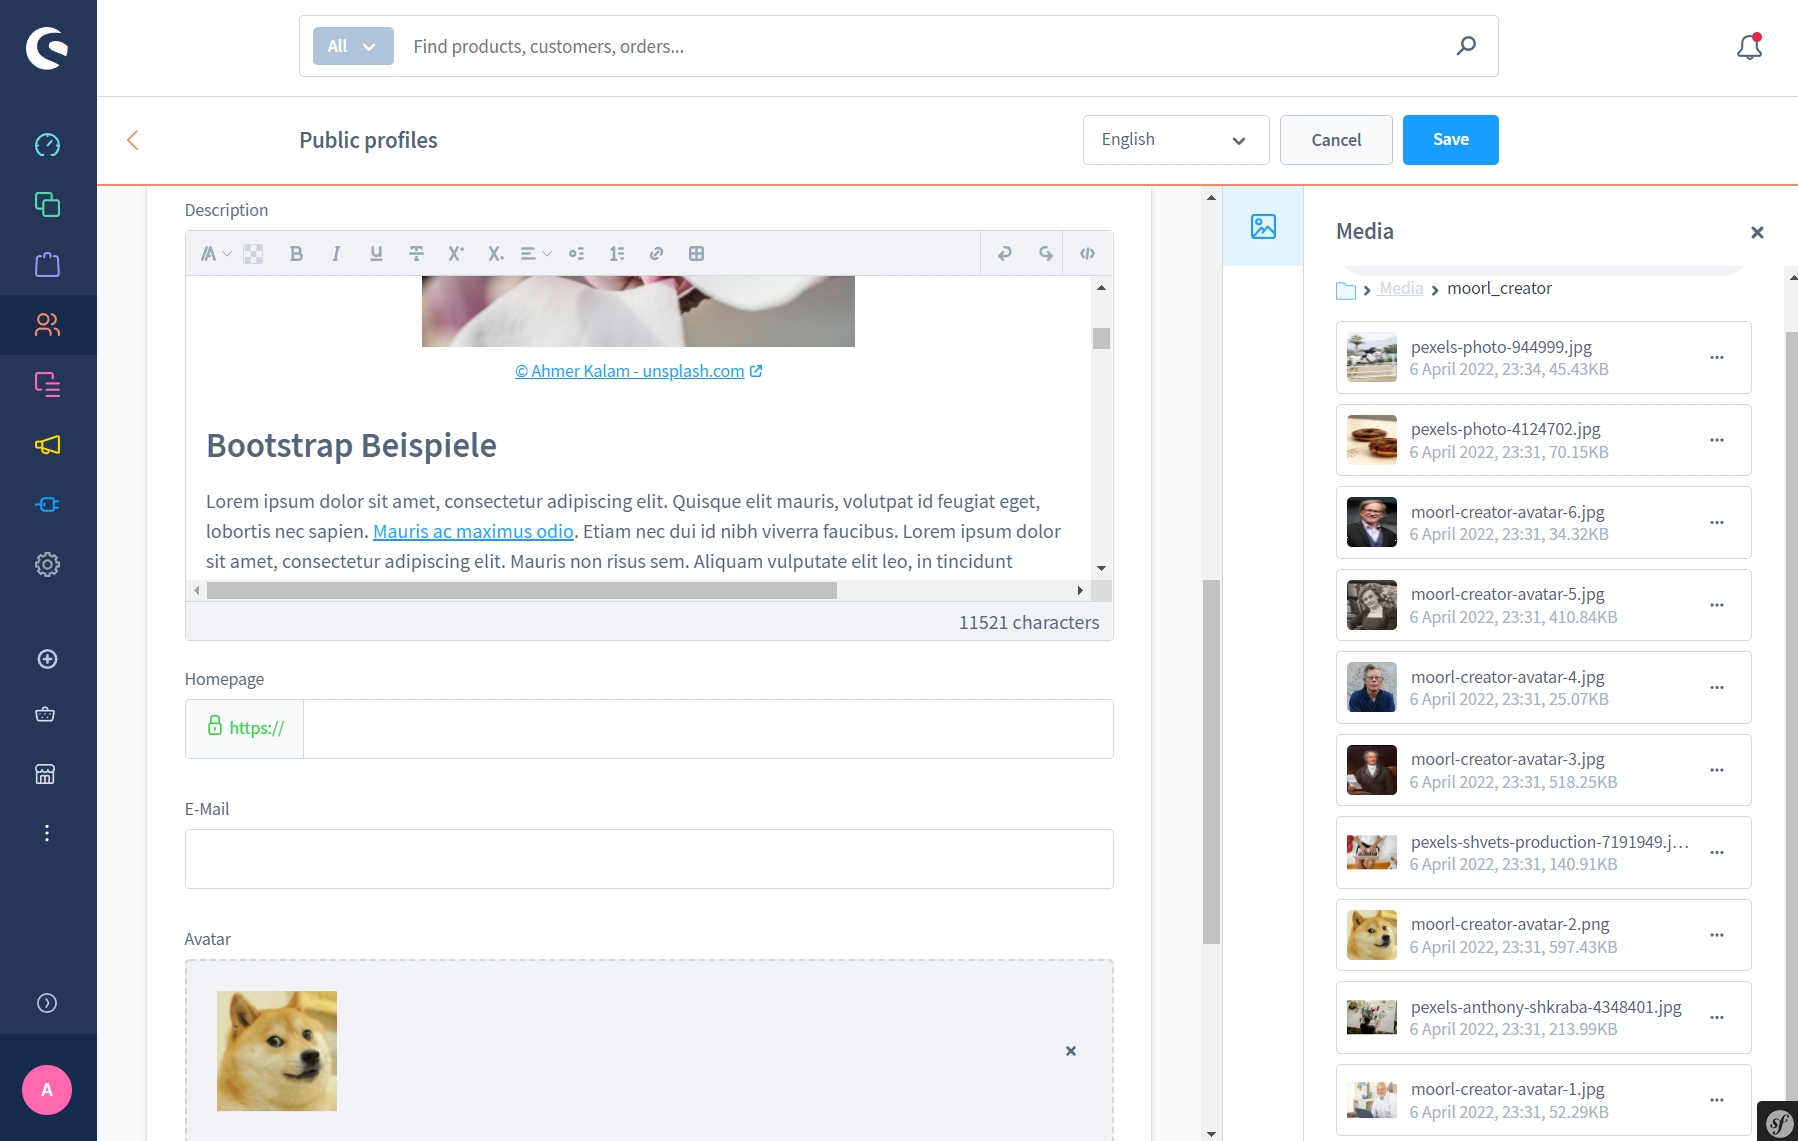 All
Find products, customers, orders...
Public profiles
English
Cancel
Save
Description
© Ahmer Kalam - unsplash.com
Bootstrap Beispiele
Lorem ipsum dolor sit amet, consectetur adipiscing elit. Quisque elit mauris, volutpat id feugiat eget,
lobortis nec sapien. Mauris ac maximus odio. Etiam nec dui id nibh viverra faucibus. Lorem ipsum dolor
sit amet, consectetur adipiscing elit. Mauris non risus sem. Aliquam vulputate elit leo, in tincidunt
11521 characters
Homepage
https://
E-Mail
Avatar
A
Media
Media
moorl_creator
pexels-photo-944999.jpg
6 April 2022, 23:34, 45.43KB
pexels-photo-4124702.jpg
6 April 2022, 23:31, 70.15KB
moorl-creator-avatar-6.jpg
6 April 2022, 23:31, 34.32KB
moorl-creator-avatar-5.jpg
6 April 2022, 23:31, 410.84KB
moorl-creator-avatar-4.jpg
6 April 2022, 23:31, 25.07KB
moorl-creator-avatar-3.jpg
6 April 2022, 23:31, 518.25KB
pexels-shvets-production-7191949.j...
6 April 2022, 23:31, 140.91KB
moorl-creator-avatar-2.png
6 April 2022, 23:31, 597.43KB
pexels-anthony-shkraba-4348401.jpg
6 April 2022, 23:31, 213.99KB
moorl-creator-avatar-1.jpg
6 April 2022, 23:31, 52.29KB
sf